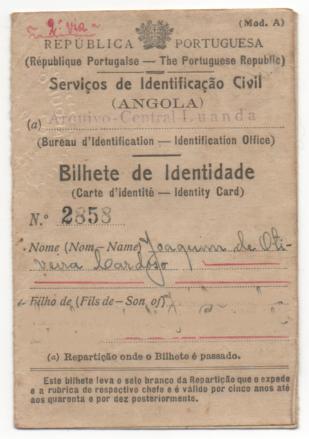 2ª via
(Mod. A)
REPÚBLICA PORTUGUESA
(République Portugaise — The Portuguese Republic)
Serviços de Identificação Civil
(ANGOLA)
(a) Arquivo-Central Luanda
(Bureau d'Identification — Identification Office)
Bilhete de Identidade
(Carte d'identité — Identity Card)
N.º 2858
Nome (Nom - Name) Joaquim de Oli-
veira Cardoso
Filho de (Fils de - Son of)
(a) Repartição onde o Bilhete é passado.
Este bilhete leva o selo branco da Repartição que o expede
e a rubrica do respectivo chefe e é válido por cinco anos até
aos quarenta e por dez posteriormente.